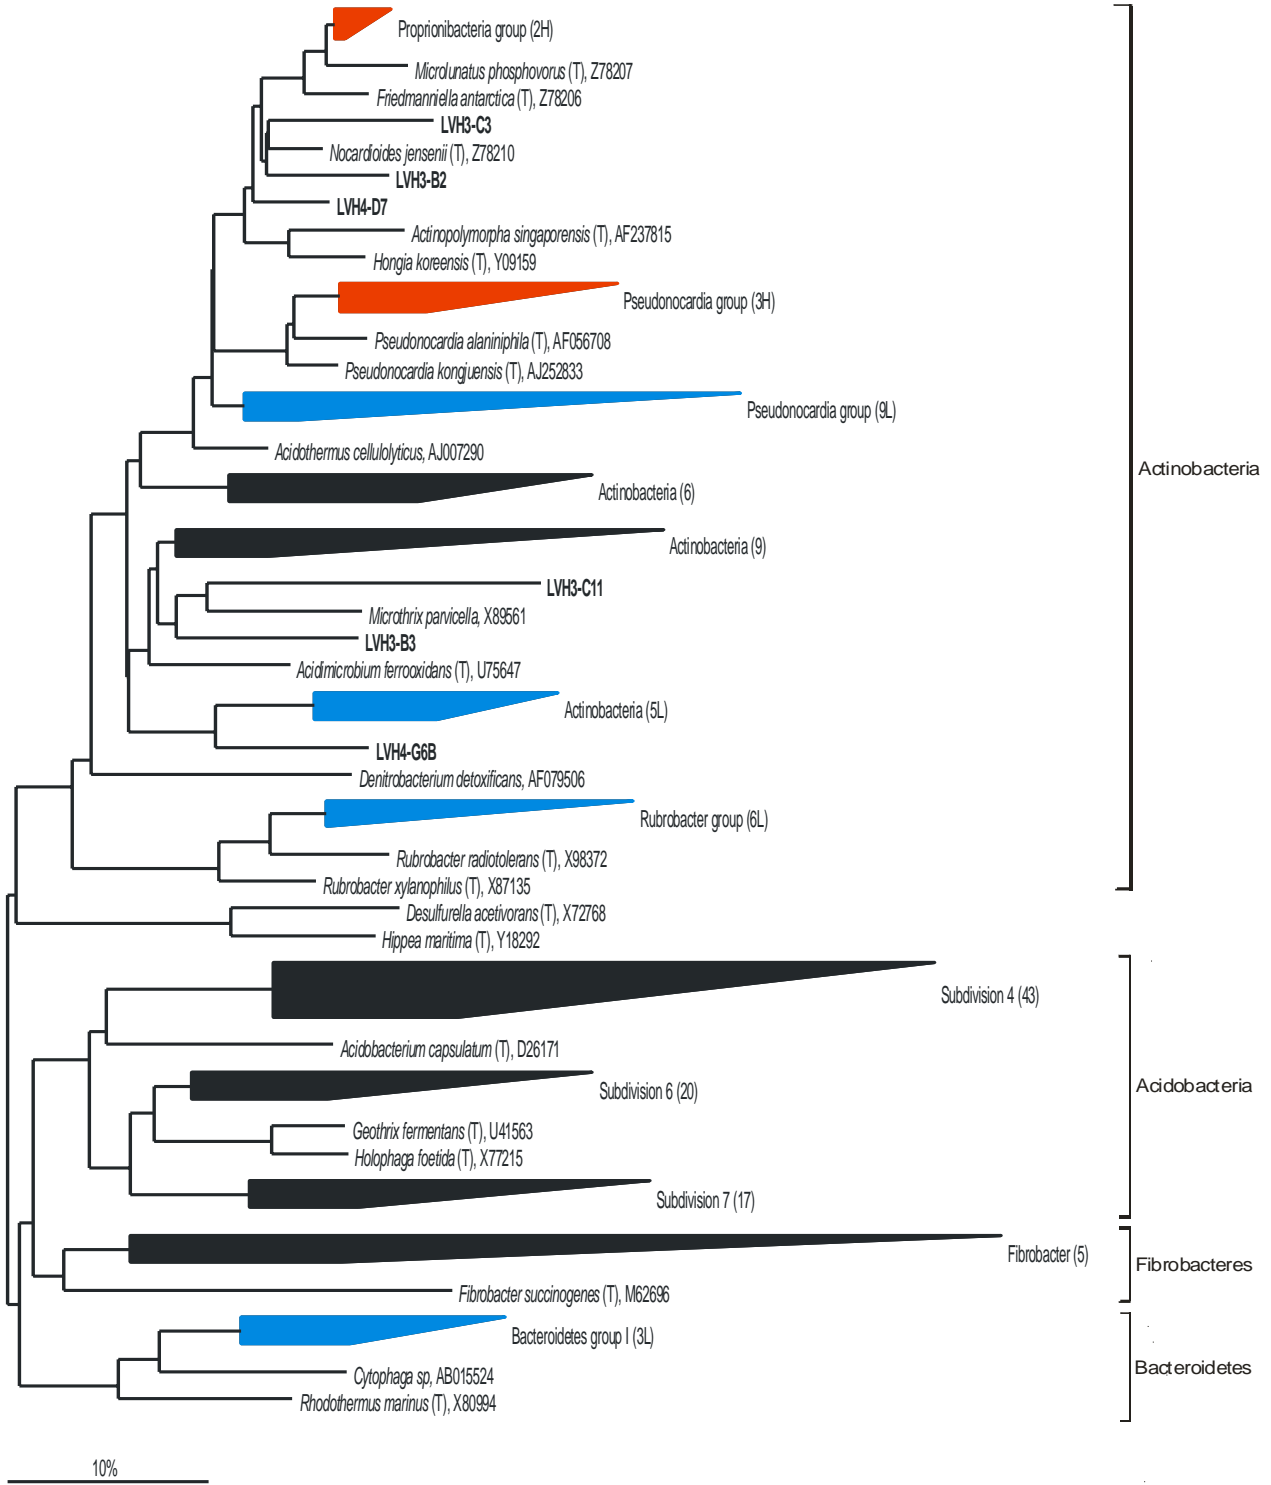 Proprionibacteria group (2H)
Microlunatus phosphovorus (T), Z78207
Friedmanniella antarctica (T), Z78206
LVH3-C3
Nocardioides jensenii (T), Z78210
LVH3-B2
LVH4-D7
Actinopolymorpha singaporensis (T), AF237815
Hongia koreensis (T), Y09159
Pseudonocardia group (3H)
Pseudonocardia alaniniphila (T), AF056708
Pseudonocardia kongjuensis (T), AJ252833
Pseudonocardia group (9L)
Acidothermus cellulolyticus, AJ007290
Actinobacteria
Actinobacteria (6)
Actinobacteria (9)
LVH3-C11
Microthrix parvicella, X89561
LVH3-B3
Acidimicrobium ferrooxidans (T), U75647
Actinobacteria (5L)
LVH4-G6B
Denitrobacterium detoxificans, AF079506
Rubrobacter group (6L)
Rubrobacter radiotolerans (T), X98372
Rubrobacter xylanophilus (T), X87135
Desulfurella acetivorans (T), X72768
Hippea maritima (T), Y18292
Subdivision 4 (43)
Acidobacterium capsulatum (T), D26171
Acidobacteria
Subdivision 6 (20)
Geothrix fermentans (T), U41563
Holophaga foetida (T), X77215
Subdivision 7 (17)
Fibrobacter (5)
Fibrobacteres
Fibrobacter succinogenes (T), M62696
Bacteroidetes group I (3L)
Bacteroidetes
Cytophaga sp, AB015524
Rhodothermus marinus (T), X80994
10%